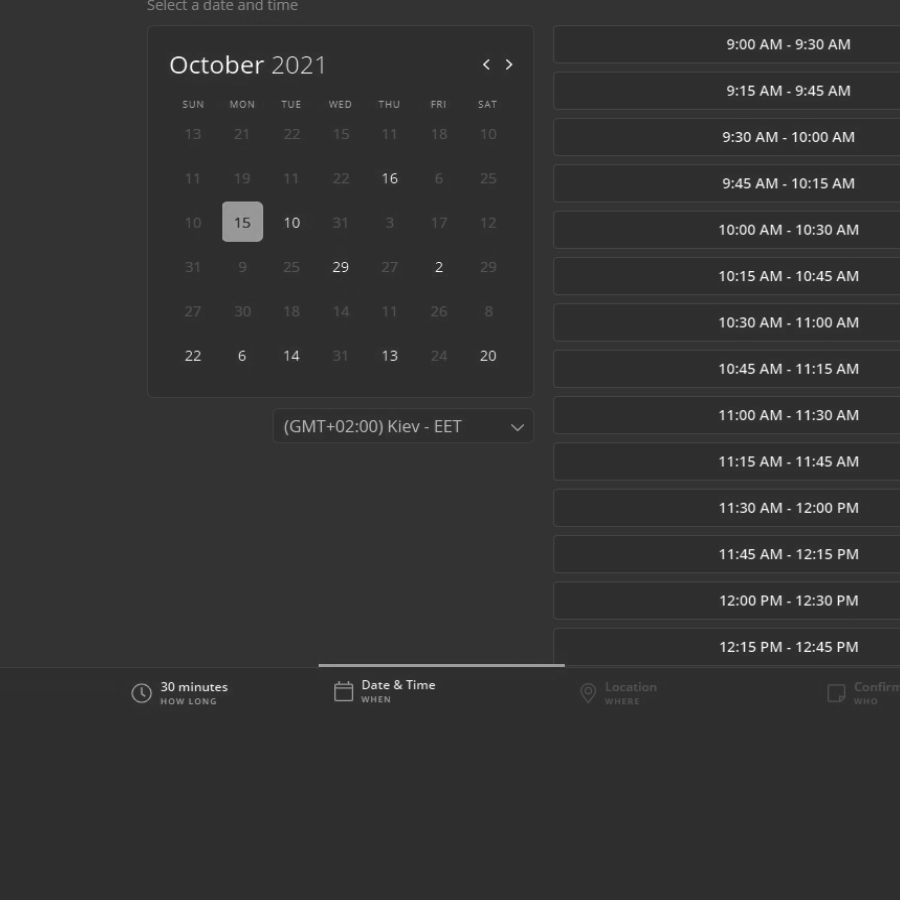 Select a date and time
October 2021
SUN MON TUE WED THU FRI SAT
13 21 22 15 11 18 10
11 19 11 22 16 6 25
10 15 10 31 3 17 12
31 9 25 29 27 2 29
27 30 18 14 11 26 8
22 6 14 31 13 24 20
(GMT+02:00) Kiev - EET
9:00 AM - 9:30 AM
9:15 AM - 9:45 AM
9:30 AM - 10:00 AM
9:45 AM - 10:15 AM
10:00 AM - 10:30 AM
10:15 AM - 10:45 AM
10:30 AM - 11:00 AM
10:45 AM - 11:15 AM
11:00 AM - 11:30 AM
11:15 AM - 11:45 AM
11:30 AM - 12:00 PM
11:45 AM - 12:15 PM
12:00 PM - 12:30 PM
12:15 PM - 12:45 PM
30 minutes
HOW LONG
Date & Time
WHEN
Location
WHERE
Confirm
WHO